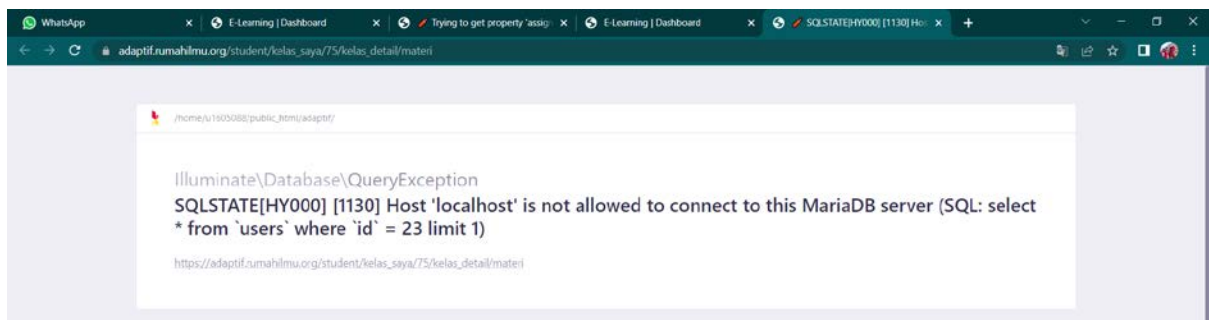 WhatsApp
E-Learning | Dashboard
Trying to get property 'assign
E-Learning | Dashboard
SQLSTATE[HY000] [1130] Hos
adaptif.rumahilmu.org/student/kelas_saya/75/kelas_detail/materi
/home/u1605088/public_html/adaptif/
Illuminate\Database\QueryException
SQLSTATE[HY000] [1130] Host 'localhost' is not allowed to connect to this MariaDB server (SQL: select
* from `users` where `id` = 23 limit 1)
https://adaptif.rumahilmu.org/student/kelas_saya/75/kelas_detail/materi